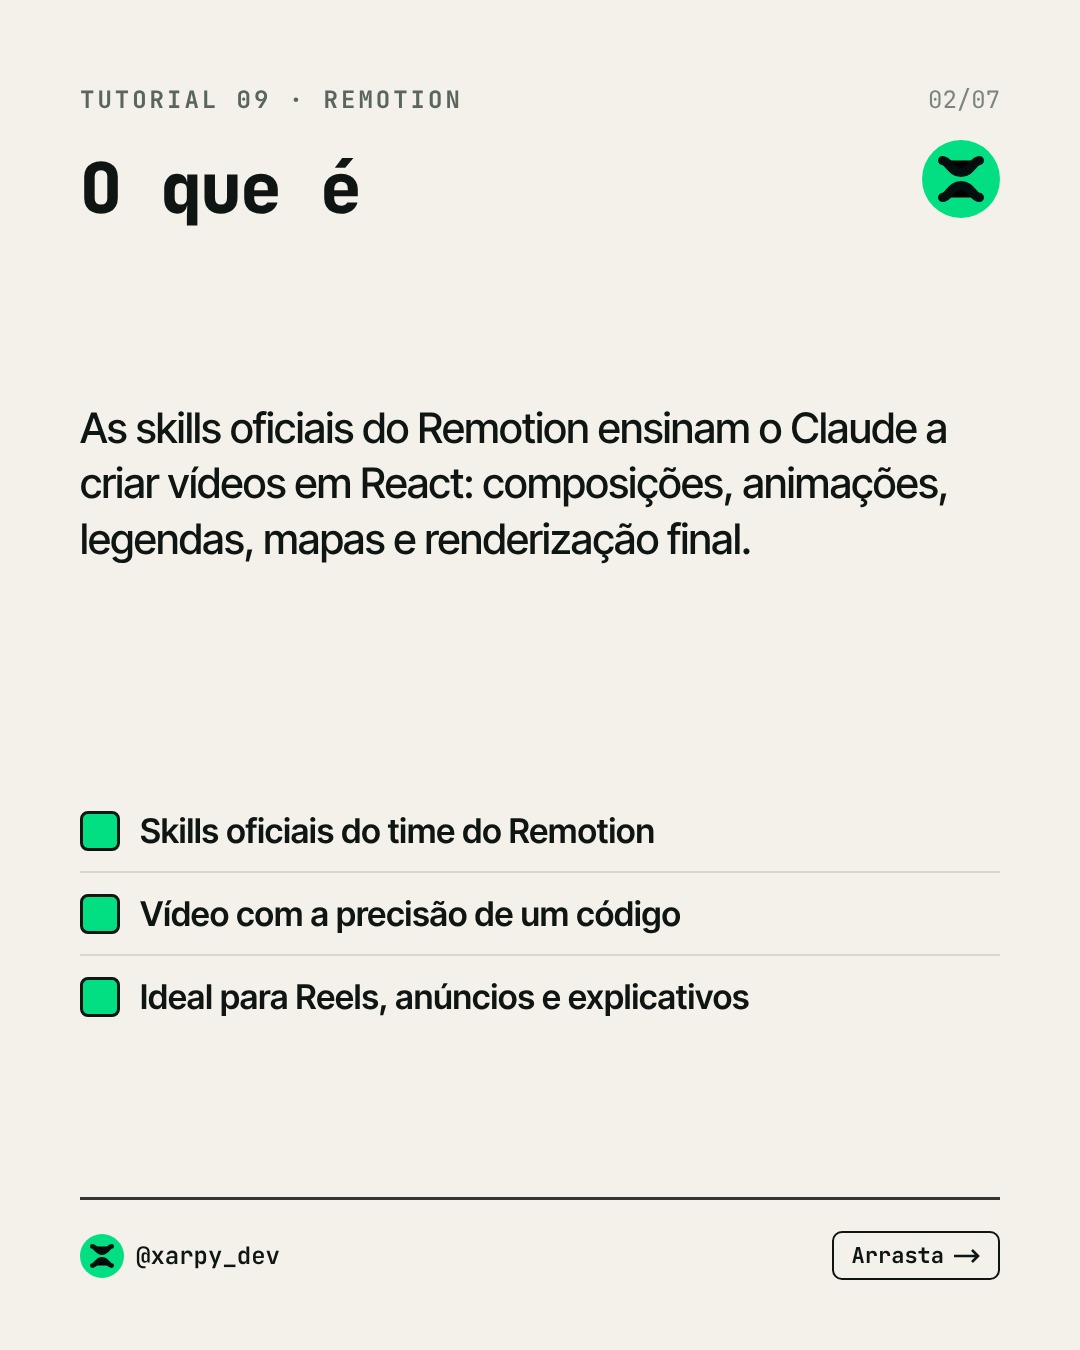 TUTORIAL 09 · REMOTION
02/07
O que é
As skills oficiais do Remotion ensinam o Claude a
criar vídeos em React: composições, animações,
legendas, mapas e renderização final.
Skills oficiais do time do Remotion
Vídeo com a precisão de um código
Ideal para Reels, anúncios e explicativos
@xarpy_dev
Arrasta →